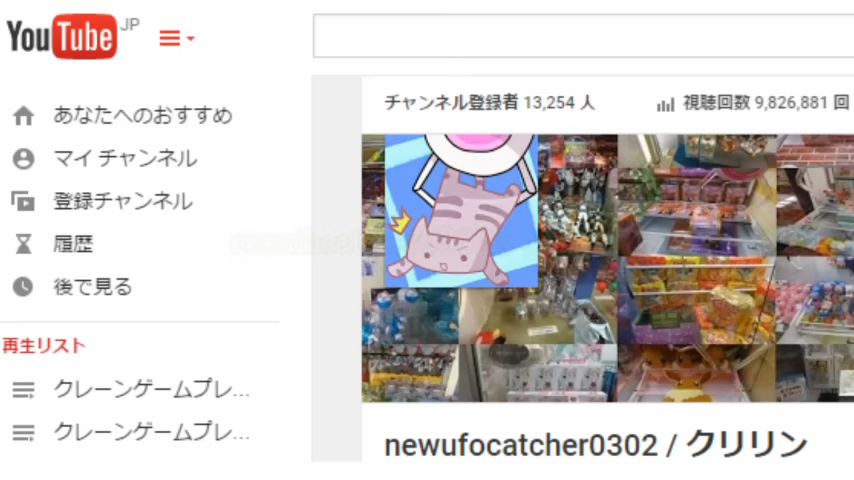 YouTube JP
チャンネル登録者 13,254 人
視聴回数 9,826,881 回
あなたへのおすすめ
マイ チャンネル
登録チャンネル
履歴
後で見る
再生リスト
クレーンゲームプレ...
クレーンゲームプレ...
newufocatcher0302 / クリリン